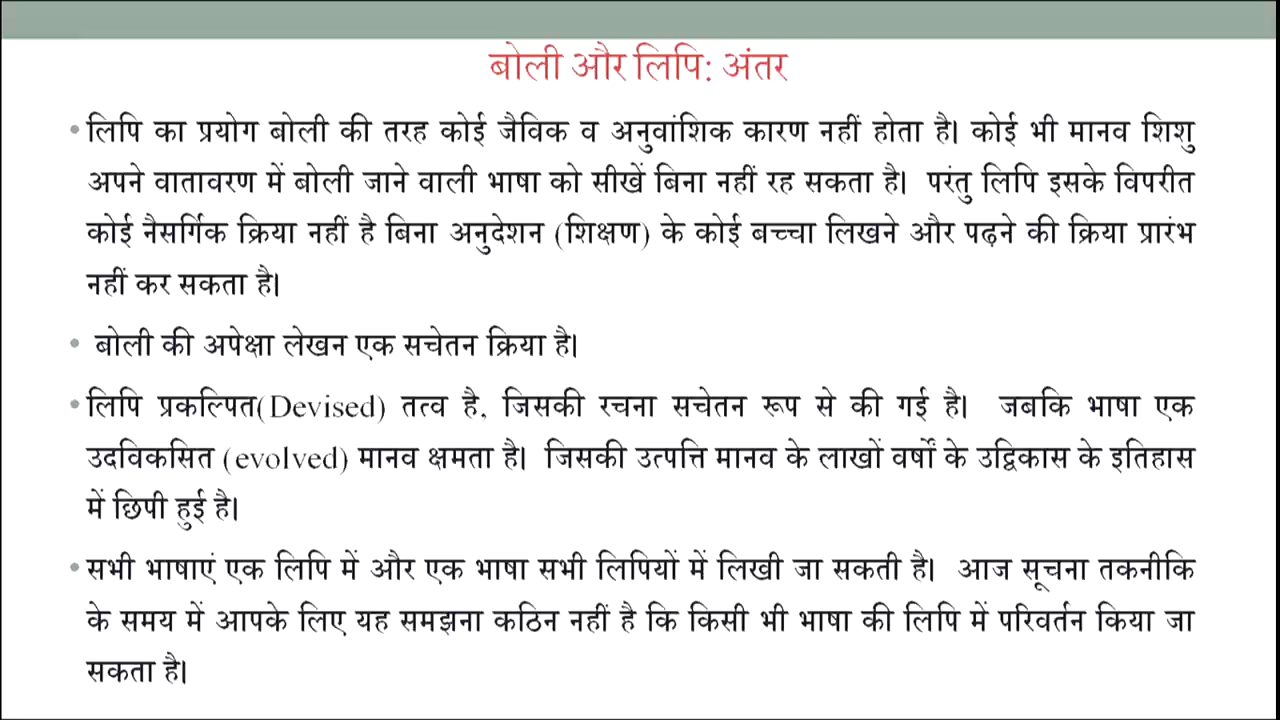 बोली और लिपि: अंतर
• लिपि का प्रयोग बोली की तरह कोई जैविक व अनुवांशिक कारण नहीं होता है। कोई भी मानव शिशु
अपने वातावरण में बोली जाने वाली भाषा को सीखें बिना नहीं रह सकता है। परंतु लिपि इसके विपरीत
कोई नैसर्गिक क्रिया नहीं है बिना अनुदेशन (शिक्षण) के कोई बच्चा लिखने और पढ़ने की क्रिया प्रारंभ
नहीं कर सकता है।
• बोली की अपेक्षा लेखन एक सचेतन क्रिया है।
• लिपि प्रकल्पित(Devised) तत्व है, जिसकी रचना सचेतन रूप से की गई है। जबकि भाषा एक
उदविकसित (evolved) मानव क्षमता है। जिसकी उत्पत्ति मानव के लाखों वर्षों के उद्विकास के इतिहास
में छिपी हुई है।
• सभी भाषाएं एक लिपि में और एक भाषा सभी लिपियों में लिखी जा सकती है। आज सूचना तकनीकि
के समय में आपके लिए यह समझना कठिन नहीं है कि किसी भी भाषा की लिपि में परिवर्तन किया जा
सकता है।